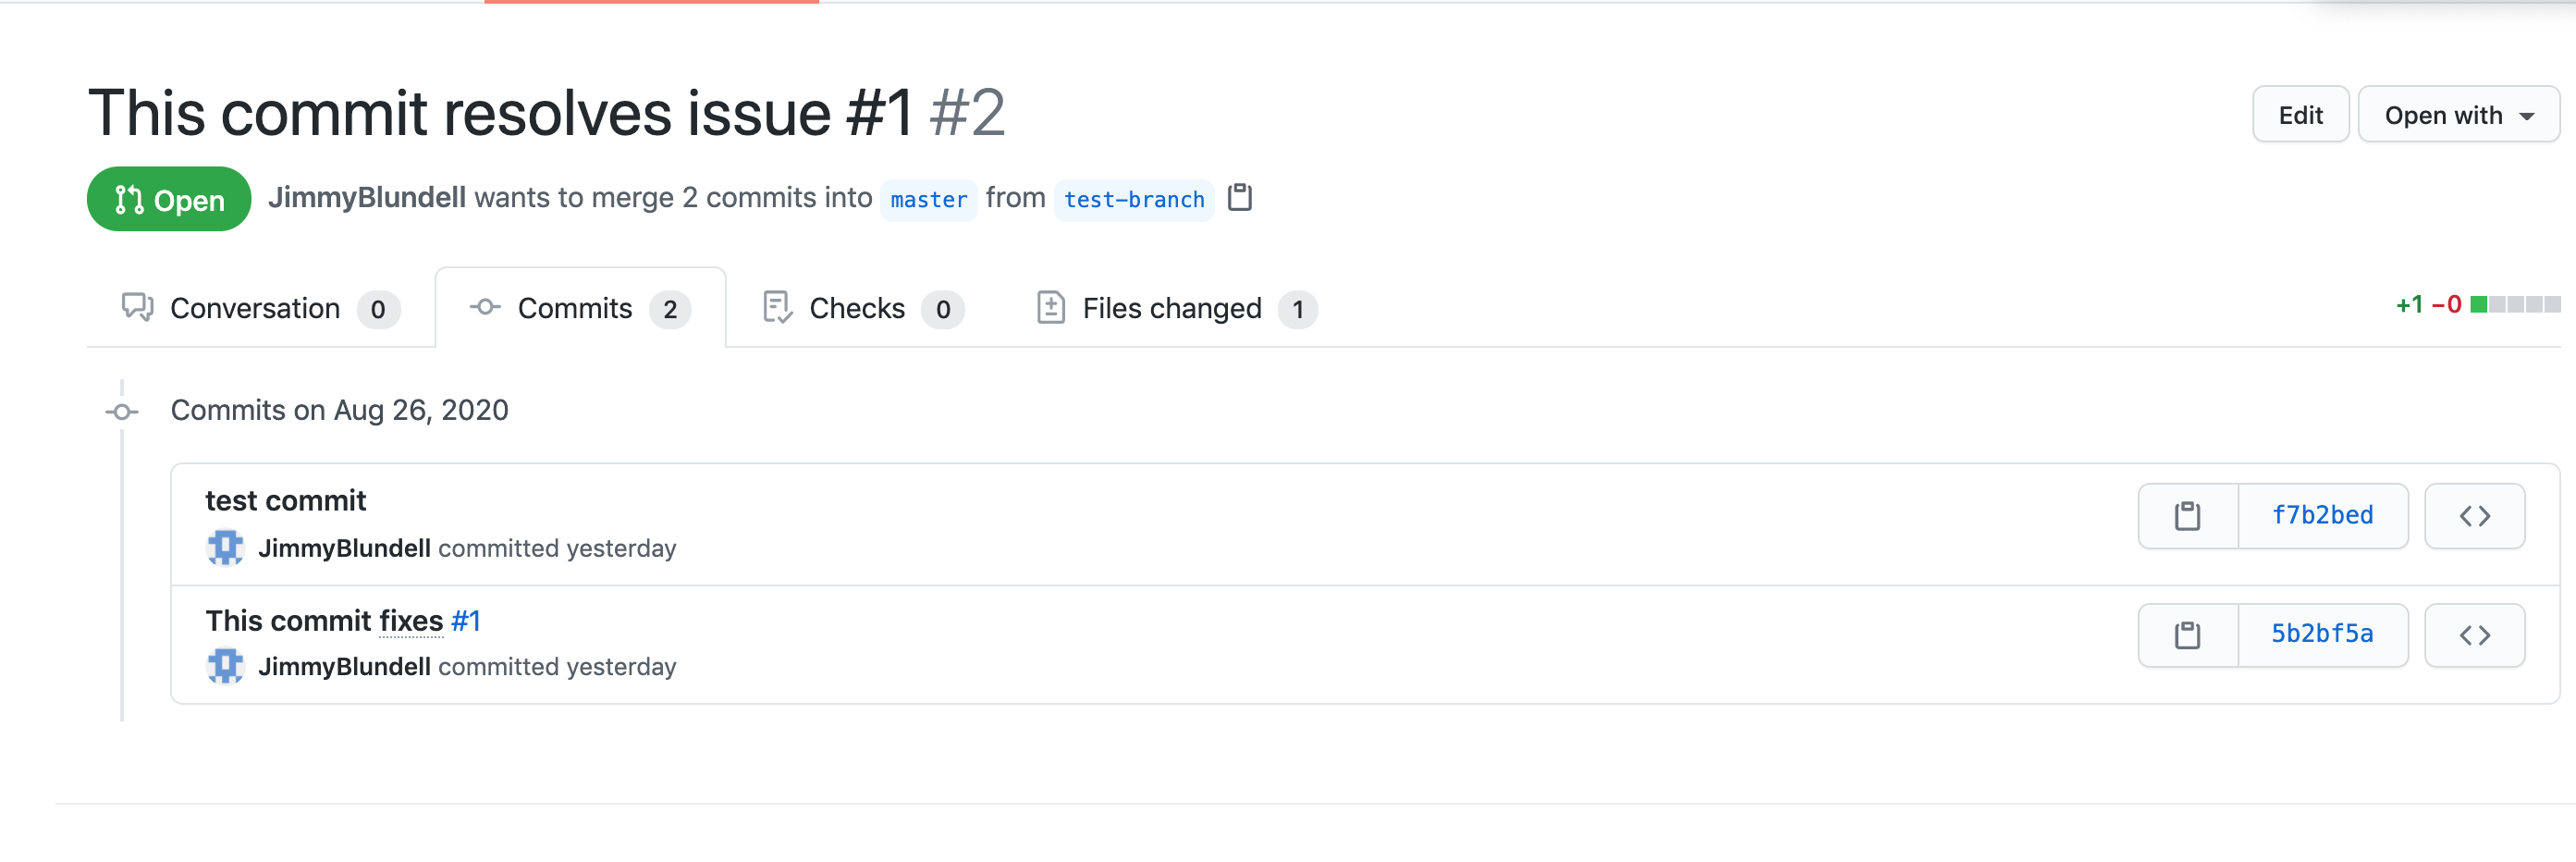 This commit resolves issue #1 #2
Edit
Open with
Open
JimmyBlundell wants to merge 2 commits into master from test-branch
Conversation 0
Commits 2
Checks 0
Files changed 1
+1 −0
Commits on Aug 26, 2020
test commit
JimmyBlundell committed yesterday
f7b2bed
This commit fixes #1
JimmyBlundell committed yesterday
5b2bf5a